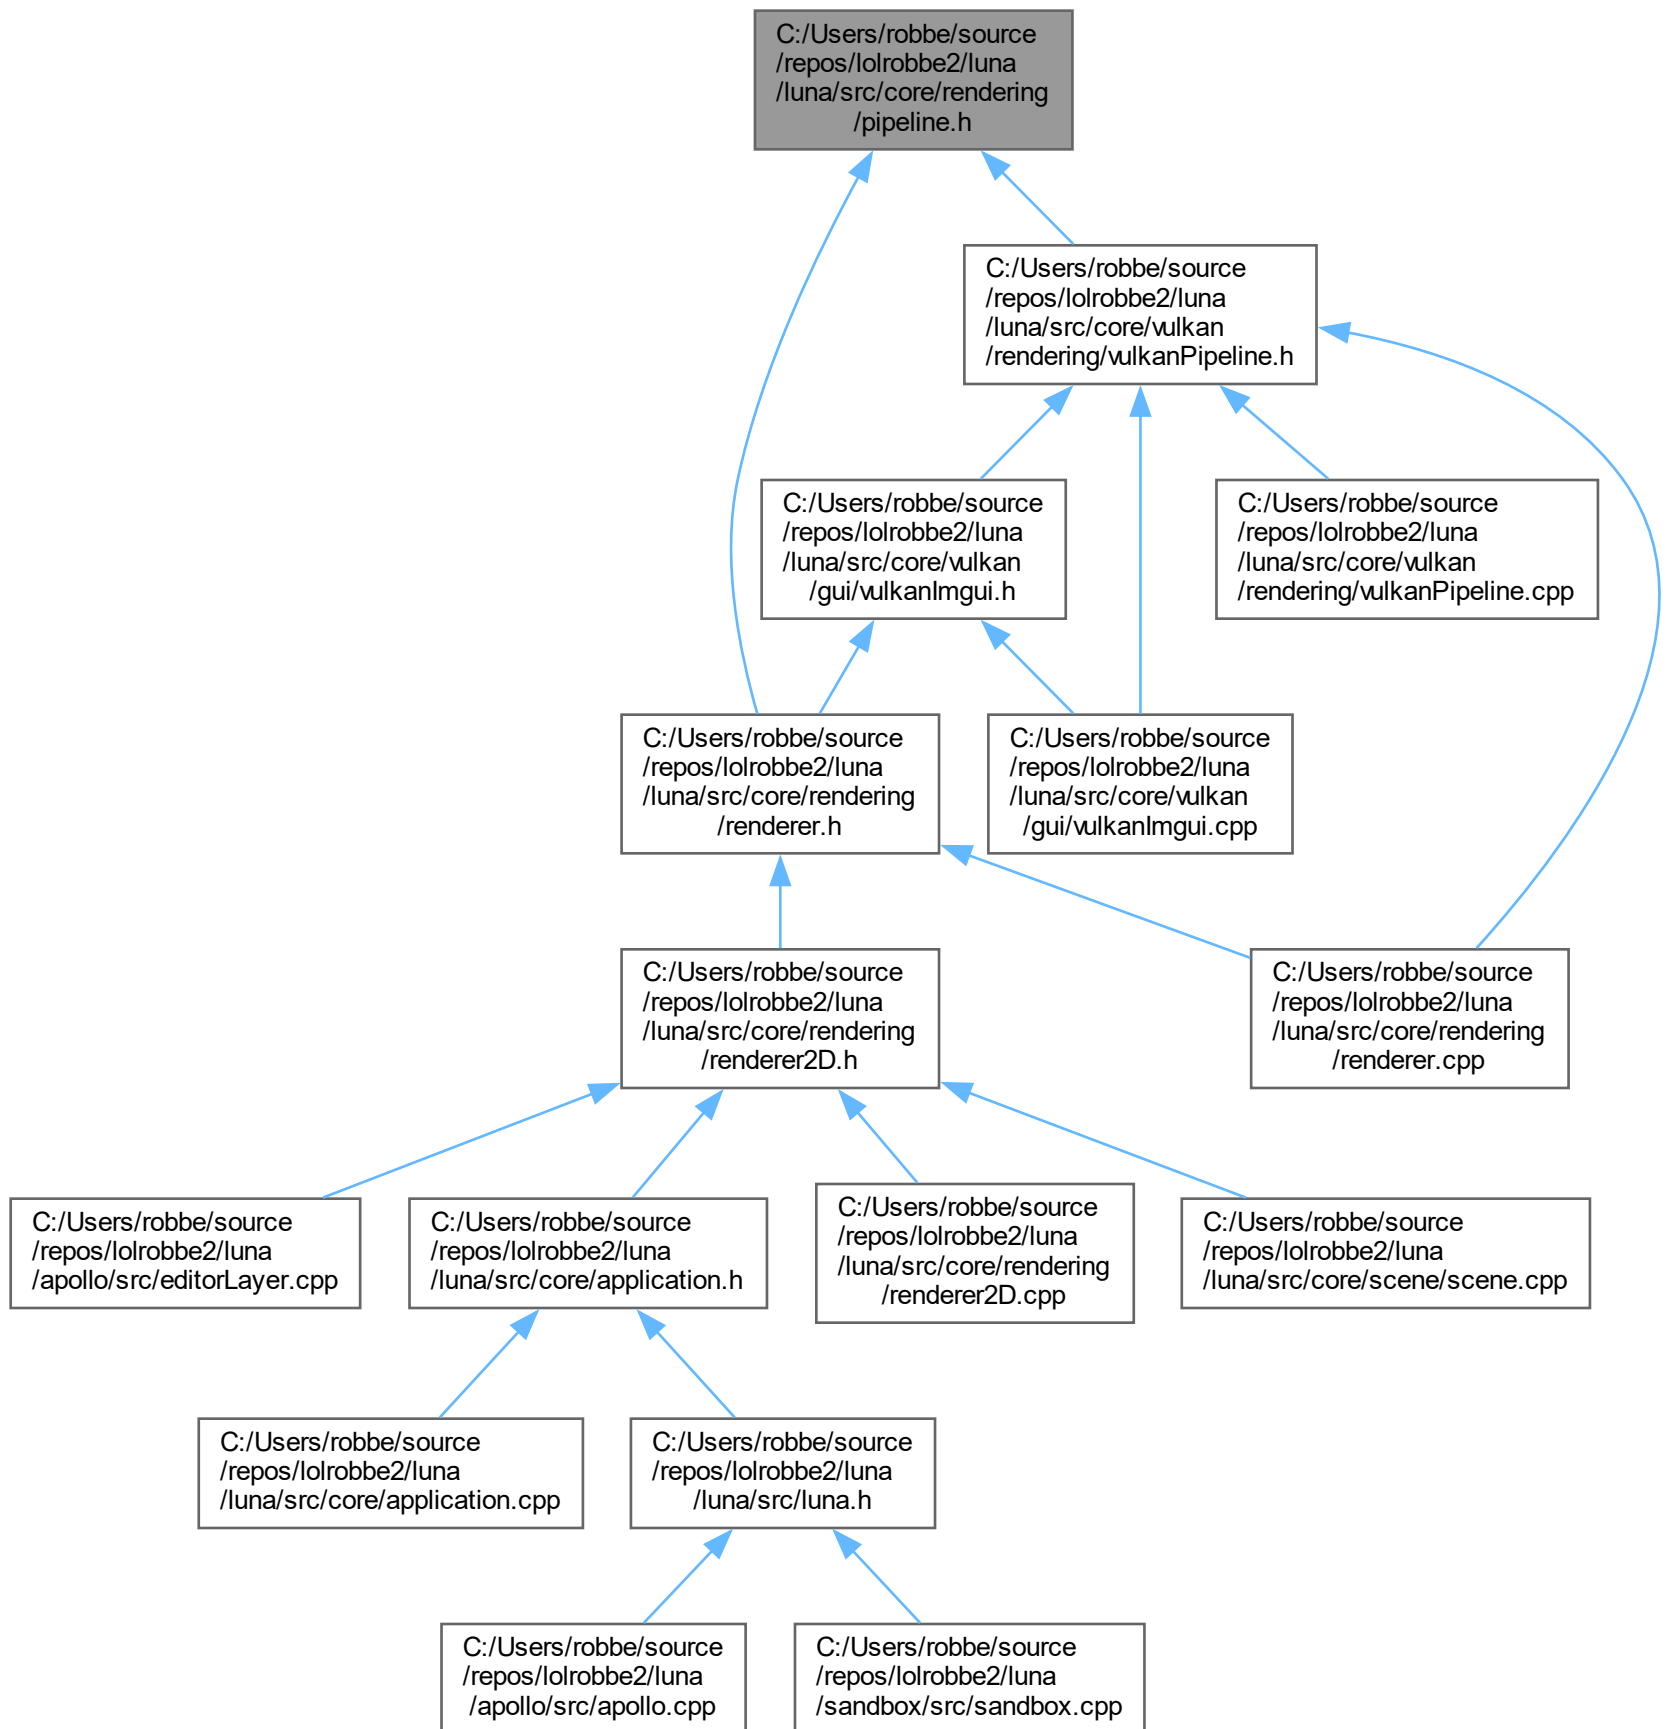 C:/Users/robbe/source
/repos/lolrobbe2/luna
/luna/src/core/rendering
/pipeline.h
C:/Users/robbe/source
/repos/lolrobbe2/luna
/luna/src/core/vulkan
/rendering/vulkanPipeline.h
C:/Users/robbe/source
/repos/lolrobbe2/luna
/luna/src/core/vulkan
/gui/vulkanImgui.h
C:/Users/robbe/source
/repos/lolrobbe2/luna
/luna/src/core/vulkan
/rendering/vulkanPipeline.cpp
C:/Users/robbe/source
/repos/lolrobbe2/luna
/luna/src/core/rendering
/renderer.h
C:/Users/robbe/source
/repos/lolrobbe2/luna
/luna/src/core/vulkan
/gui/vulkanImgui.cpp
C:/Users/robbe/source
/repos/lolrobbe2/luna
/luna/src/core/rendering
/renderer2D.h
C:/Users/robbe/source
/repos/lolrobbe2/luna
/luna/src/core/rendering
/renderer.cpp
C:/Users/robbe/source
/repos/lolrobbe2/luna
/apollo/src/editorLayer.cpp
C:/Users/robbe/source
/repos/lolrobbe2/luna
/luna/src/core/application.h
C:/Users/robbe/source
/repos/lolrobbe2/luna
/luna/src/core/rendering
/renderer2D.cpp
C:/Users/robbe/source
/repos/lolrobbe2/luna
/luna/src/core/scene/scene.cpp
C:/Users/robbe/source
/repos/lolrobbe2/luna
/luna/src/core/application.cpp
C:/Users/robbe/source
/repos/lolrobbe2/luna
/luna/src/luna.h
C:/Users/robbe/source
/repos/lolrobbe2/luna
/apollo/src/apollo.cpp
C:/Users/robbe/source
/repos/lolrobbe2/luna
/sandbox/src/sandbox.cpp